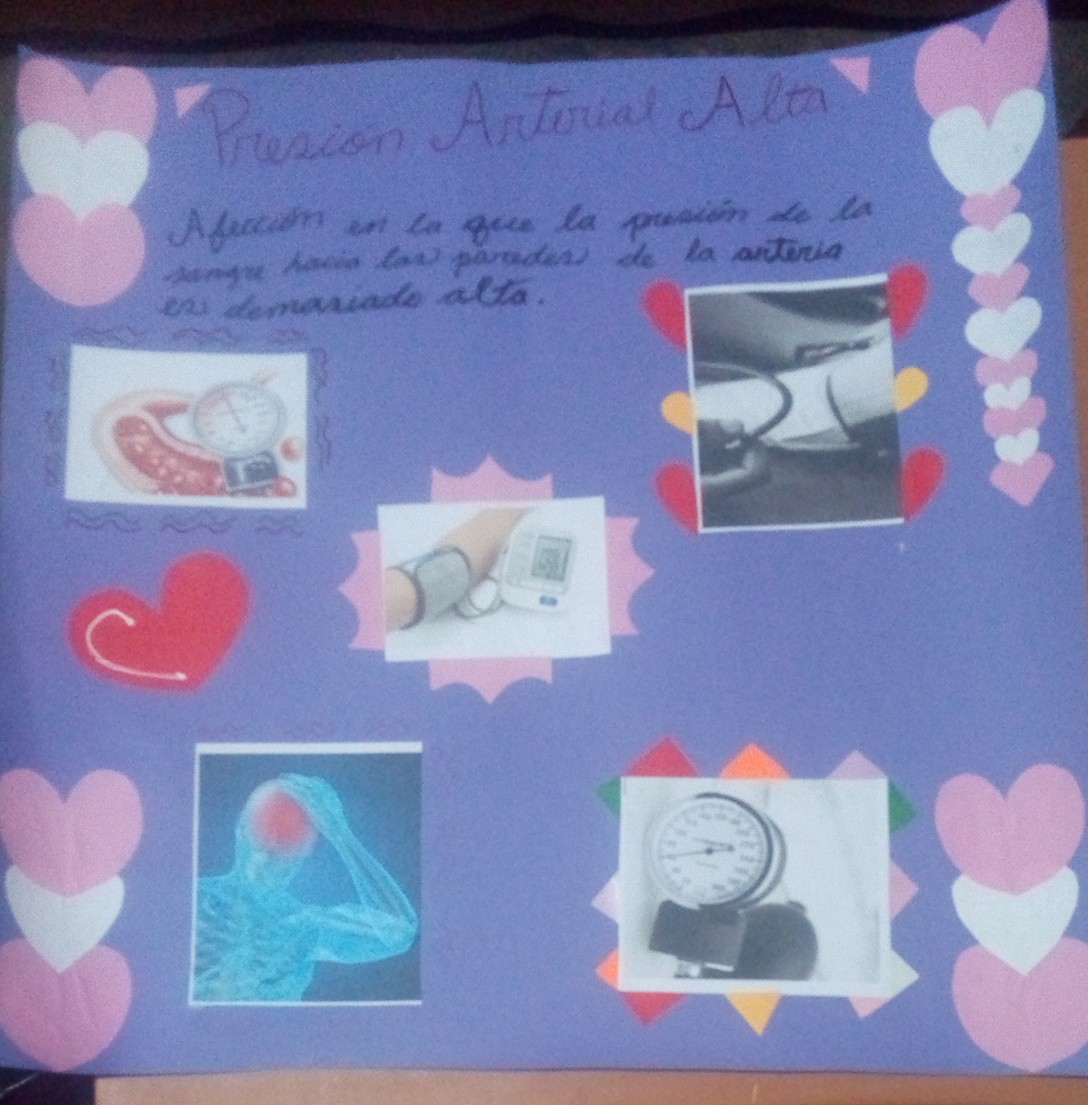 Presión Arterial Alta
Afección en la que la presión de la
sangre hacia las paredes de la arteria
es demasiado alta.